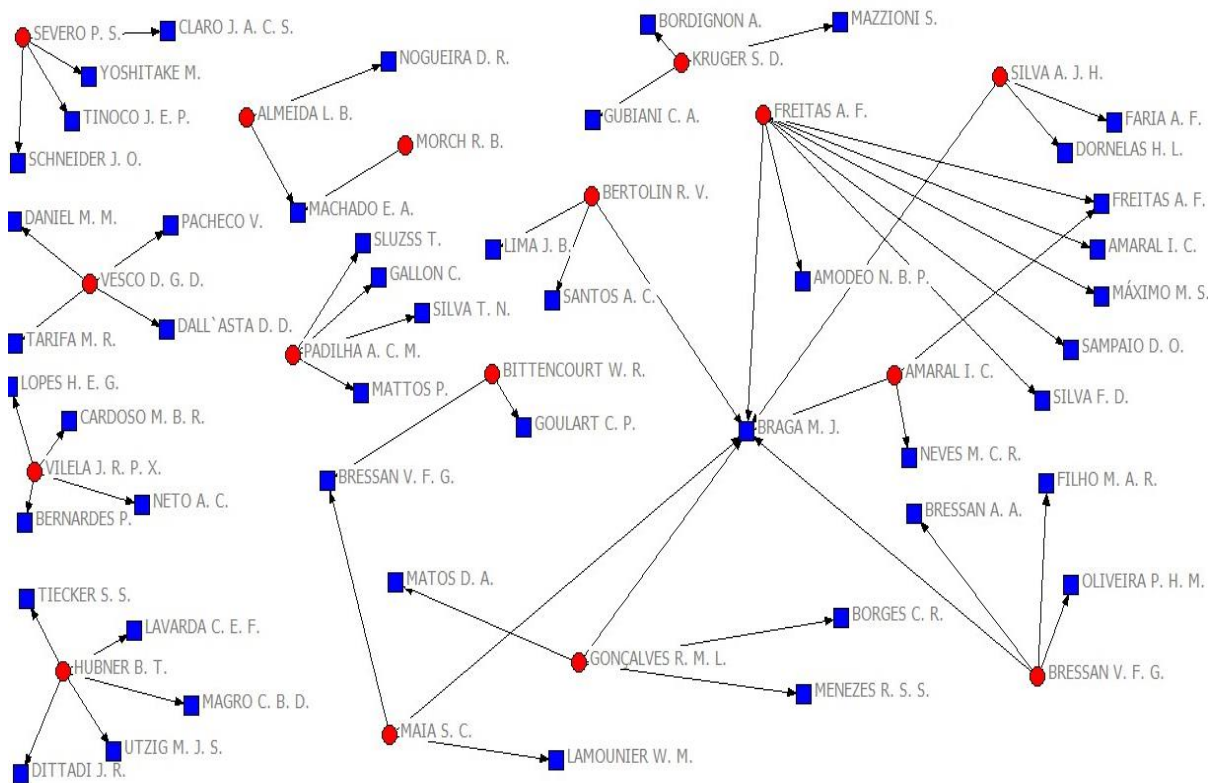 SEVERO P. S.
CLARO J. A. C. S.
BORDIGNON A.
MAZZIONI S.
YOSHITAKE M.
NOGUEIRA D. R.
KRUGER S. D.
SILVA A. J. H.
TINOCO J. E. P.
ALMEIDA L. B.
GUBIANI C. A.
FREITAS A. F.
FARIA A. F.
SCHNEIDER J. O.
MORCH R. B.
DORNELAS H. L.
DANIEL M. M.
PACHECO V.
MACHADO E. A.
BERTOLIN R. V.
FREITAS A. F.
SLUZSS T.
LIMA J. B.
AMARAL I. C.
VESCO D. G. D.
GALLON C.
SANTOS A. C.
AMODEO N. B. P.
MÁXIMO M. S.
TARIFA M. R.
DALL`ASTA D. D.
SILVA T. N.
SAMPAIO D. O.
PADILHA A. C. M.
LOPES H. E. G.
MATTOS P.
BITTENCOURT W. R.
AMARAL I. C.
SILVA F. D.
CARDOSO M. B. R.
GOULART C. P.
BRAGA M. J.
VILELA J. R. P. X.
BRESSAN V. F. G.
NEVES M. C. R.
FILHO M. A. R.
BERNARDES P.
NETO A. C.
BRESSAN A. A.
TIECKER S. S.
MATOS D. A.
OLIVEIRA P. H. M.
LAVARDA C. E. F.
BORGES C. R.
HUBNER B. T.
GONÇALVES R. M. L.
BRESSAN V. F. G.
MAGRO C. B. D.
MENEZES R. S. S.
UTZIG M. J. S.
MAIA S. C.
DITTADI J. R.
LAMOUNIER W. M.